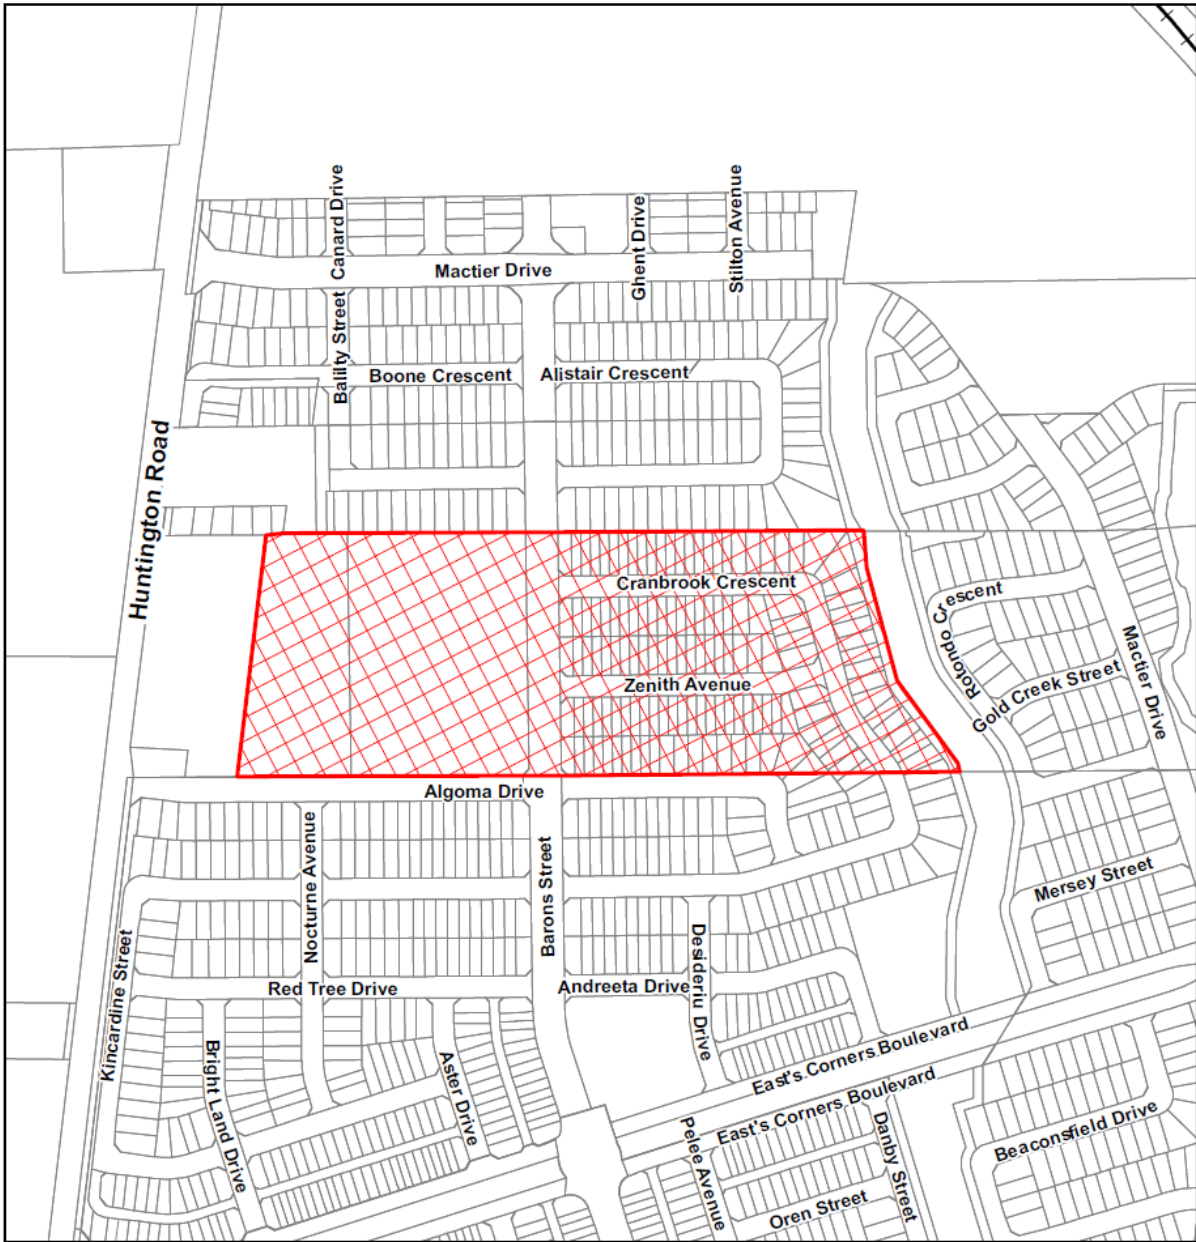 Canard Drive
Ghent Drive
Stilton Avenue
Mactier Drive
Bailily Street
Boone Crescent
Alistair Crescent
Huntington Road
Cranbrook Crescent
Rotondo Crescent
Zenith Avenue
Gold Creek Street
Mactier Drive
Algoma Drive
Nocturne Avenue
Barons Street
Mersey Street
Kincardine Street
Red Tree Drive
Andreeta Drive
Desideriu Drive
Bright Land Drive
Aster Drive
East's Corners Boulevard
East's Corners Boulevard
Pelee Avenue
Danby Street
Beaconsfield Drive
Oren Street